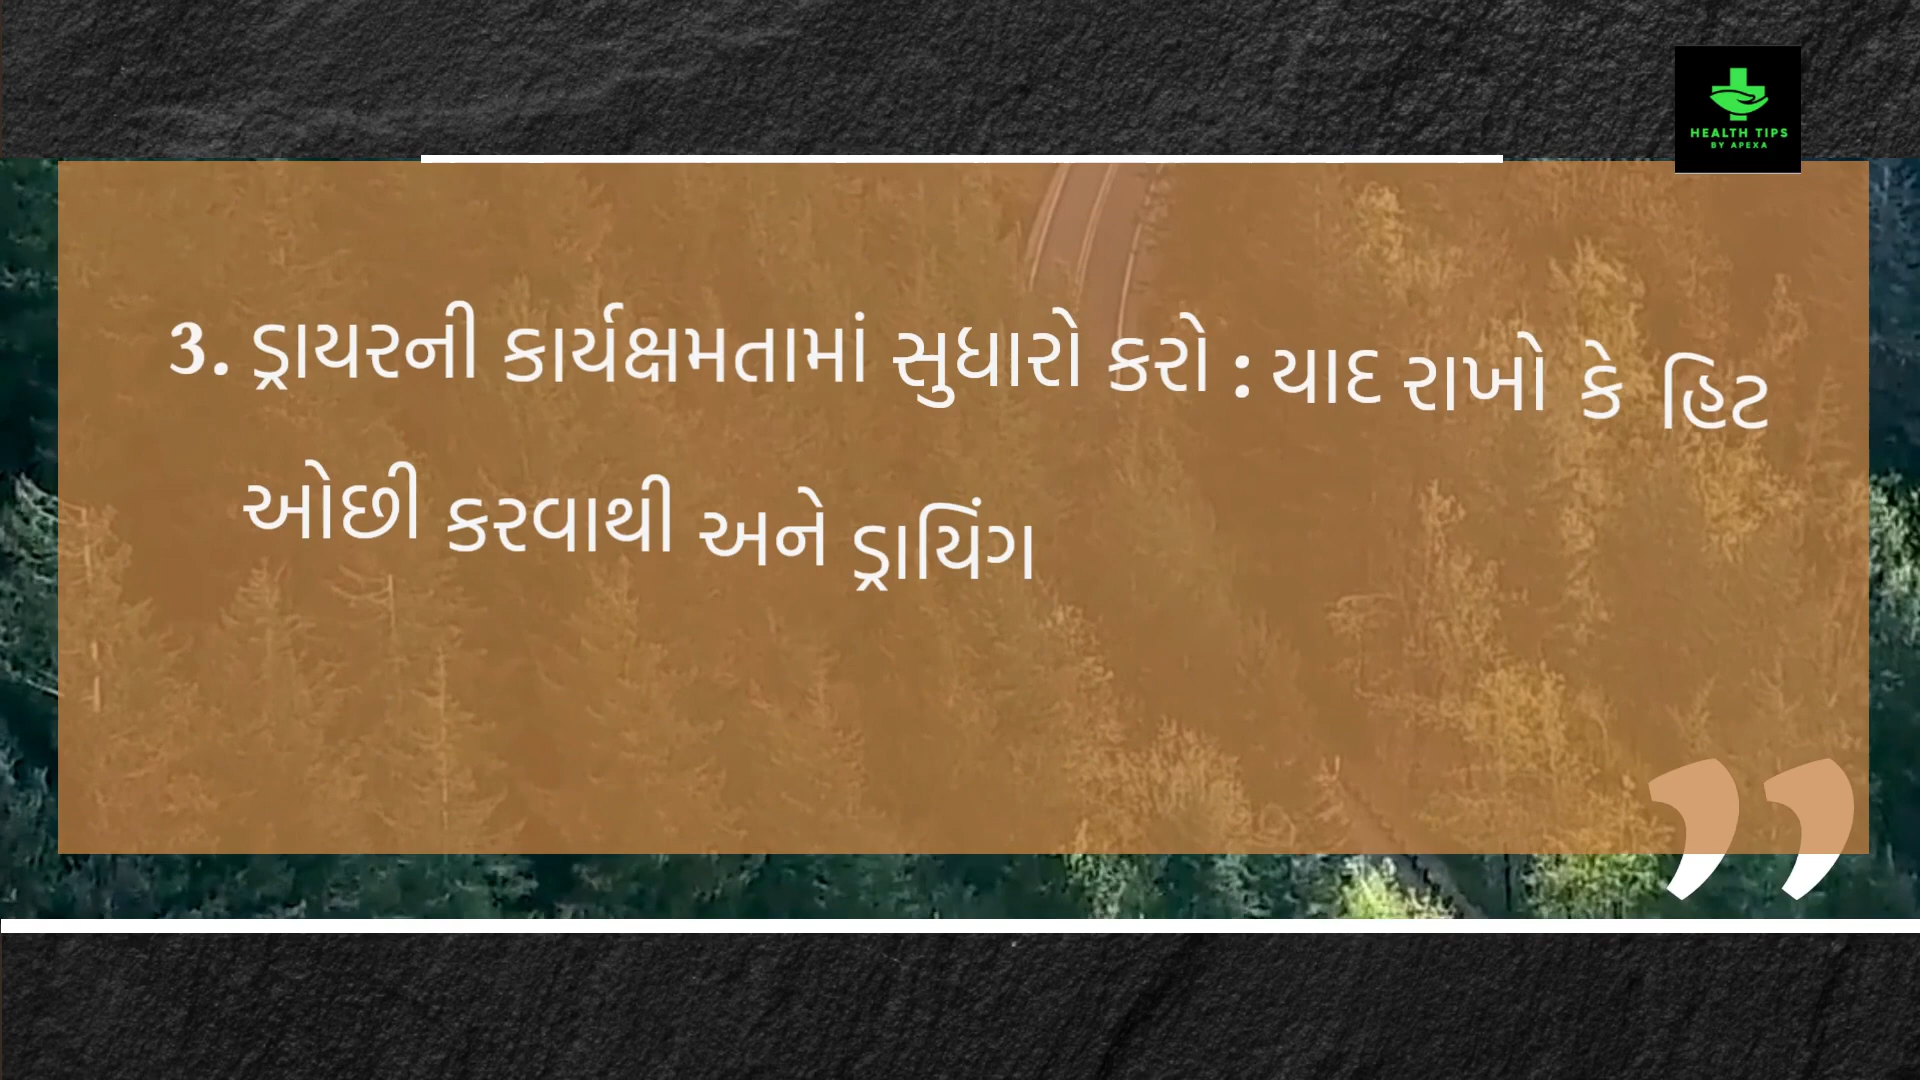 HEALTH TIPS
BY APEXA
3. ડ્રાયરની કાર્યક્ષમતામાં સુધારો કરો : યાદ રાખો કે હિટ
ઓછી કરવાથી અને ડ્રાયિંગ